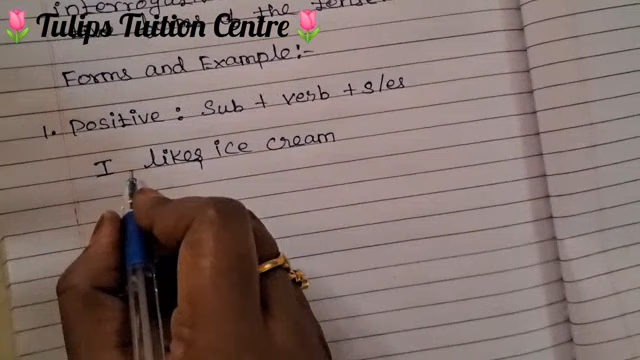 🌷 Tulips Tuition Centre 🌷
Forms and Example:-
1. Positive : Sub + verb + s/es
I likes ice cream